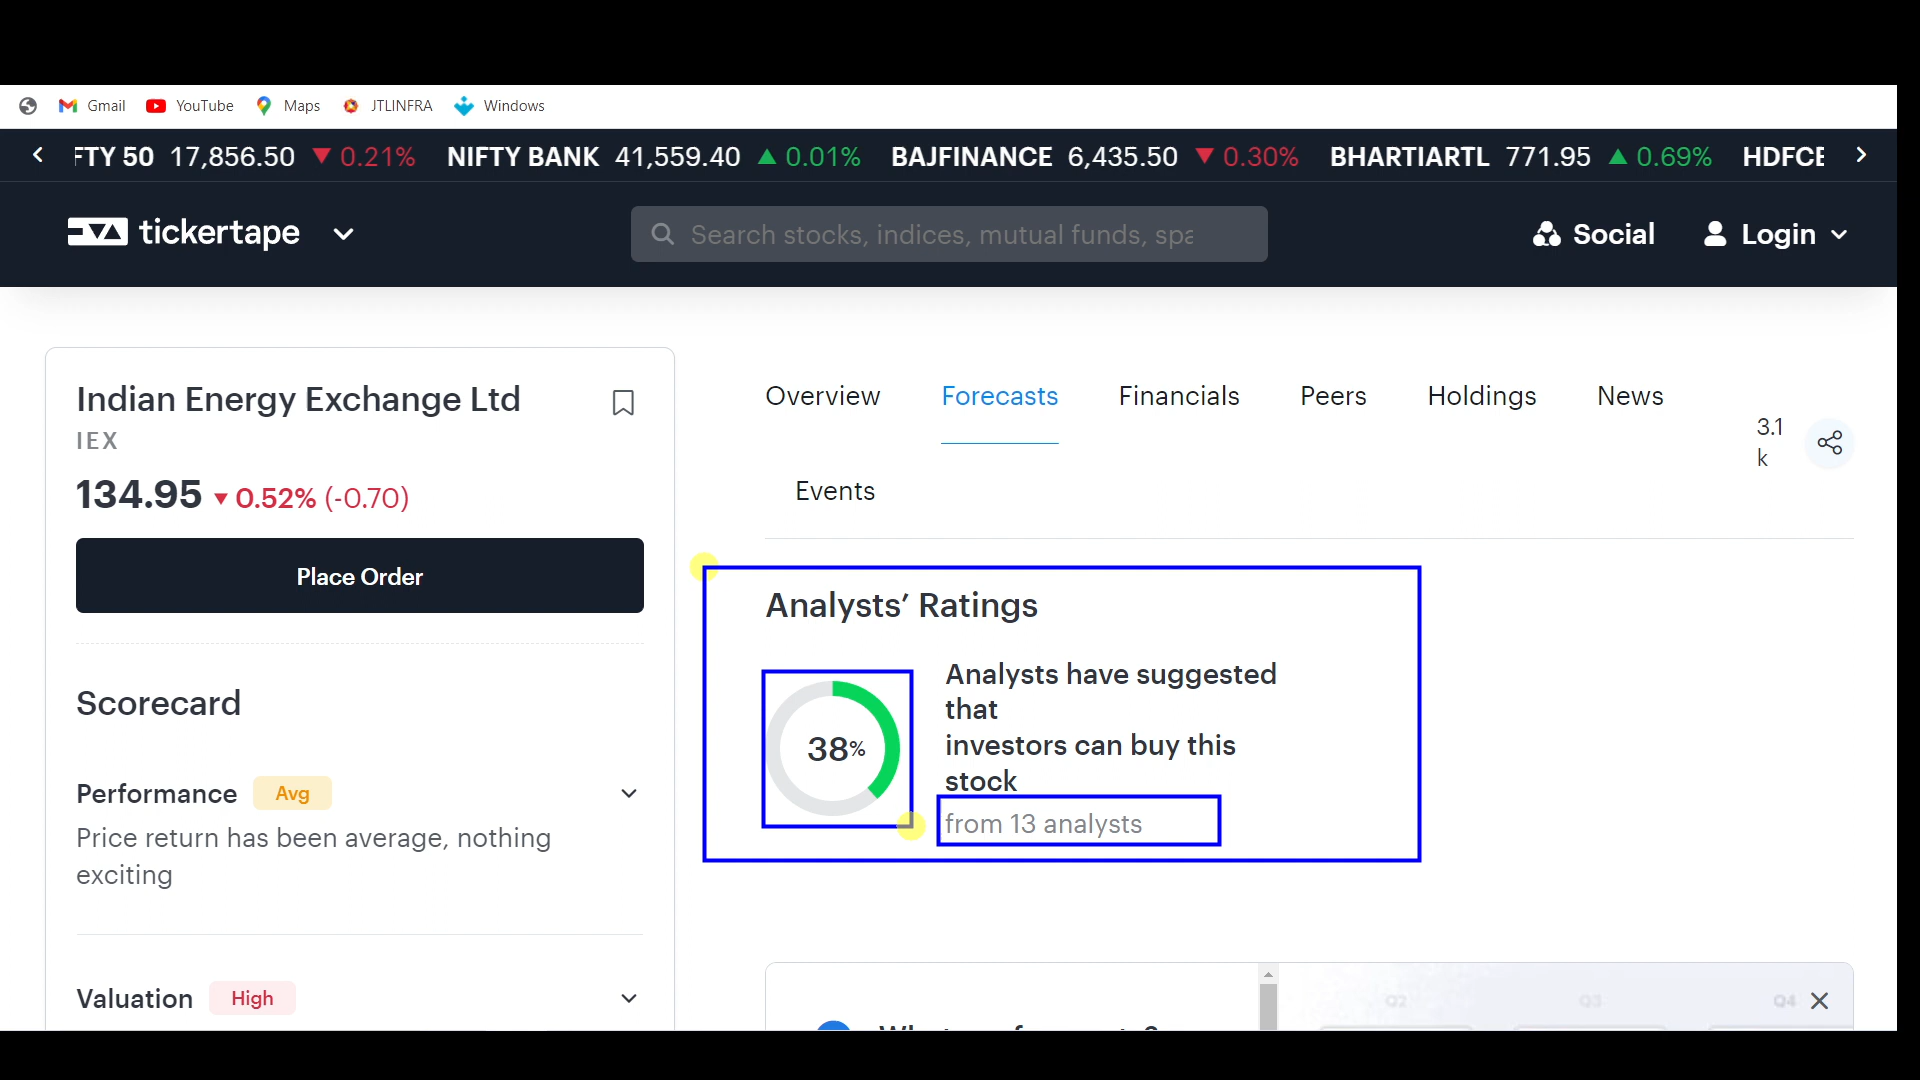 Gmail YouTube Maps JTLINFRA Windows
FTY 50 17,856.50 ▼ 0.21% NIFTY BANK 41,559.40 ▲ 0.01% BAJFINANCE 6,435.50 ▼ 0.30% BHARTIARTL 771.95 ▲ 0.69% HDFCE
tickertape Search stocks, indices, mutual funds, spa Social Login
Indian Energy Exchange Ltd
IEX
134.95 ▼ 0.52% (-0.70)
Place Order
Scorecard
Performance Avg
Price return has been average, nothing
exciting
Valuation High
Overview Forecasts Financials Peers Holdings News
3.1
k
Events
Analysts’ Ratings
38%
Analysts have suggested
that
investors can buy this
stock
from 13 analysts
Q2 Q3 Q4